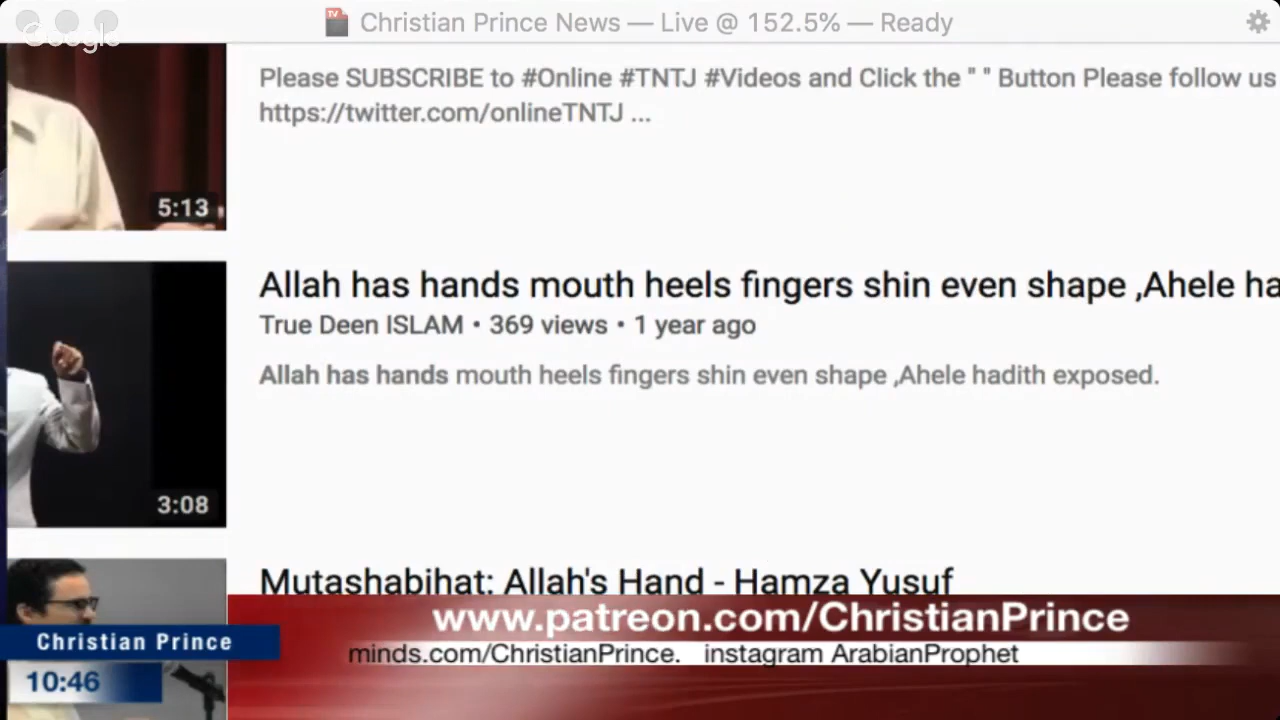 TV
Christian Prince News — Live @ 152.5% — Ready
Google
Please SUBSCRIBE to #Online #TNTJ #Videos and Click the " " Button Please follow us
https://twitter.com/onlineTNTJ ...
5:13
Allah has hands mouth heels fingers shin even shape ,Ahele ha
True Deen ISLAM • 369 views • 1 year ago
Allah has hands mouth heels fingers shin even shape ,Ahele hadith exposed.
3:08
Mutashabihat: Allah's Hand - Hamza Yusuf
www.patreon.com/ChristianPrince
Christian Prince
minds.com/ChristianPrince. instagram ArabianProphet
10:46